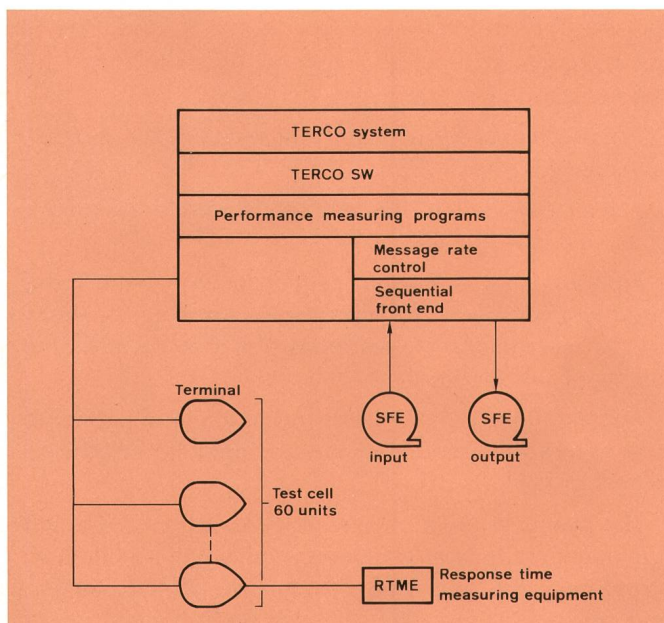 TERCO system
TERCO SW
Performance measuring programs
Message rate
control
Sequential
front end
Terminal
SFE
input
SFE
output
Test cell
60 units
RTME
Response time
measuring equipment